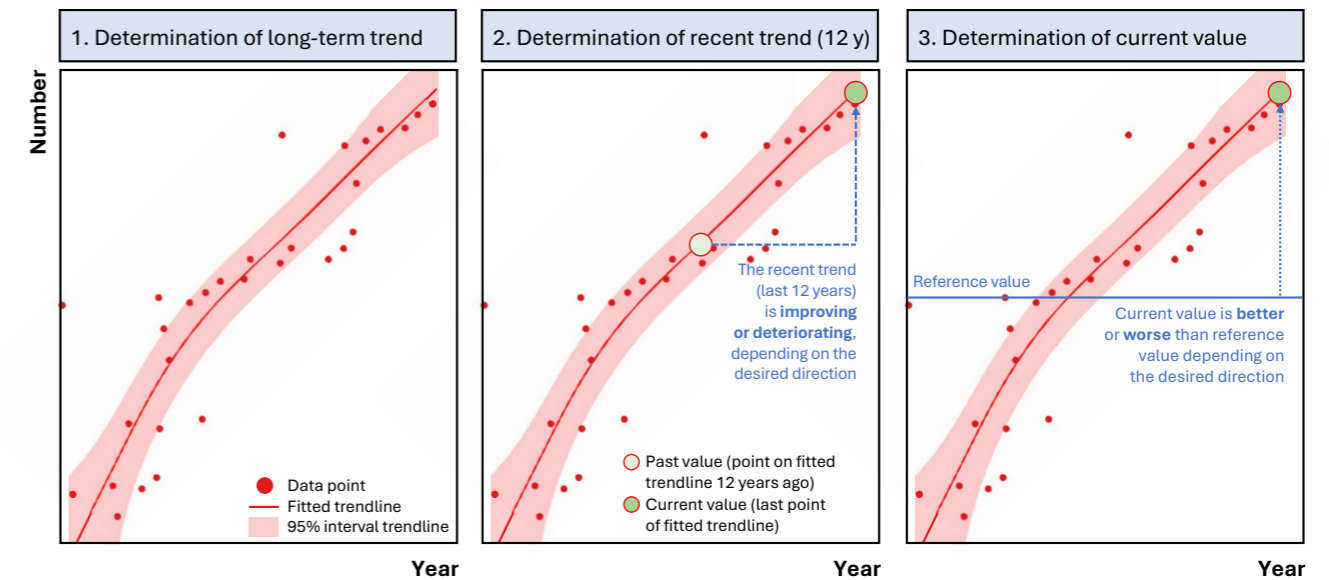 1. Determination of long-term trend
2. Determination of recent trend (12 y)
3. Determination of current value
Number
Data point
Fitted trendline
95% interval trendline
Year
The recent trend
(last 12 years)
is improving
or deteriorating,
depending on the
desired direction
Past value (point on fitted
trendline 12 years ago)
Current value (last point
of fitted trendline)
Year
Reference value
Current value is better
or worse than reference
value depending on
the desired direction
Year